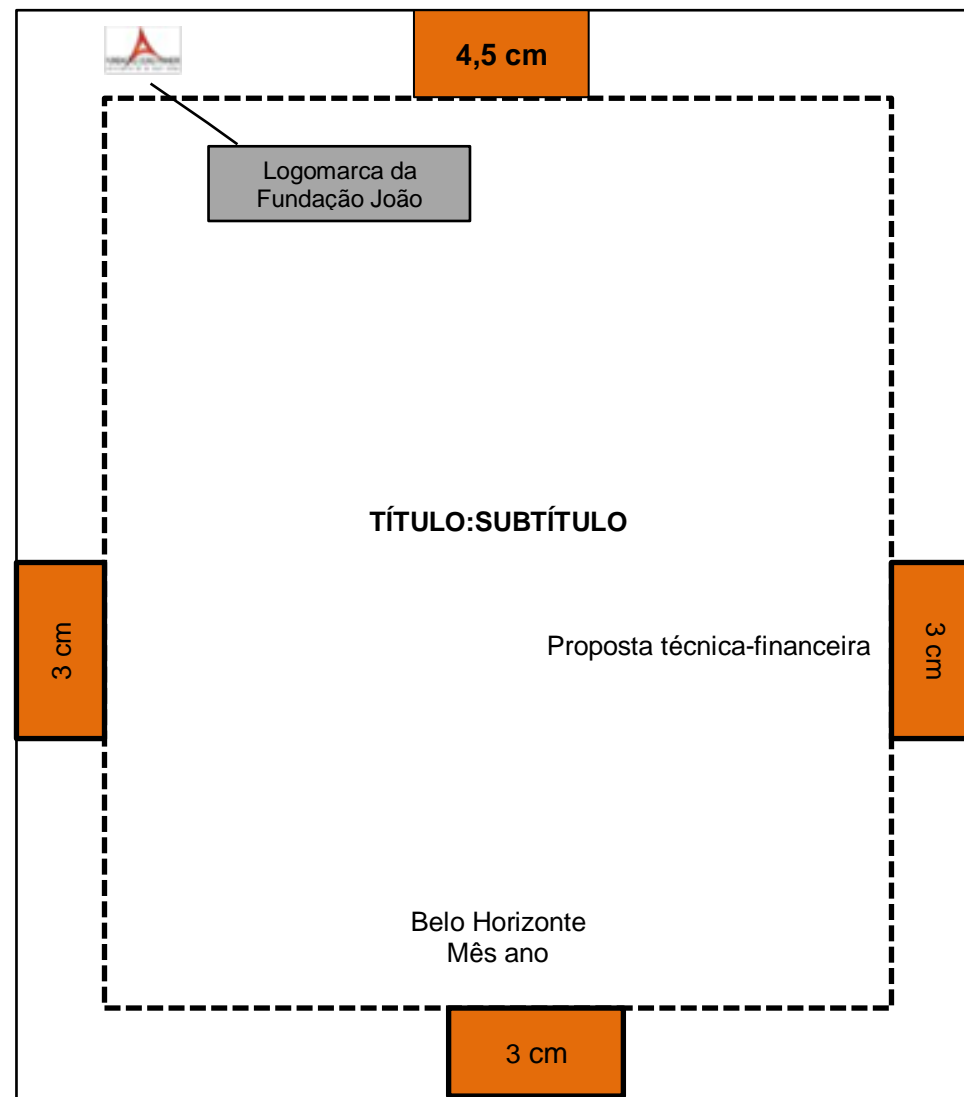 4,5 cm
Logomarca da
Fundação João
TÍTULO:SUBTÍTULO
3 cm
Proposta técnica-financeira
3 cm
Belo Horizonte
Mês ano
3 cm